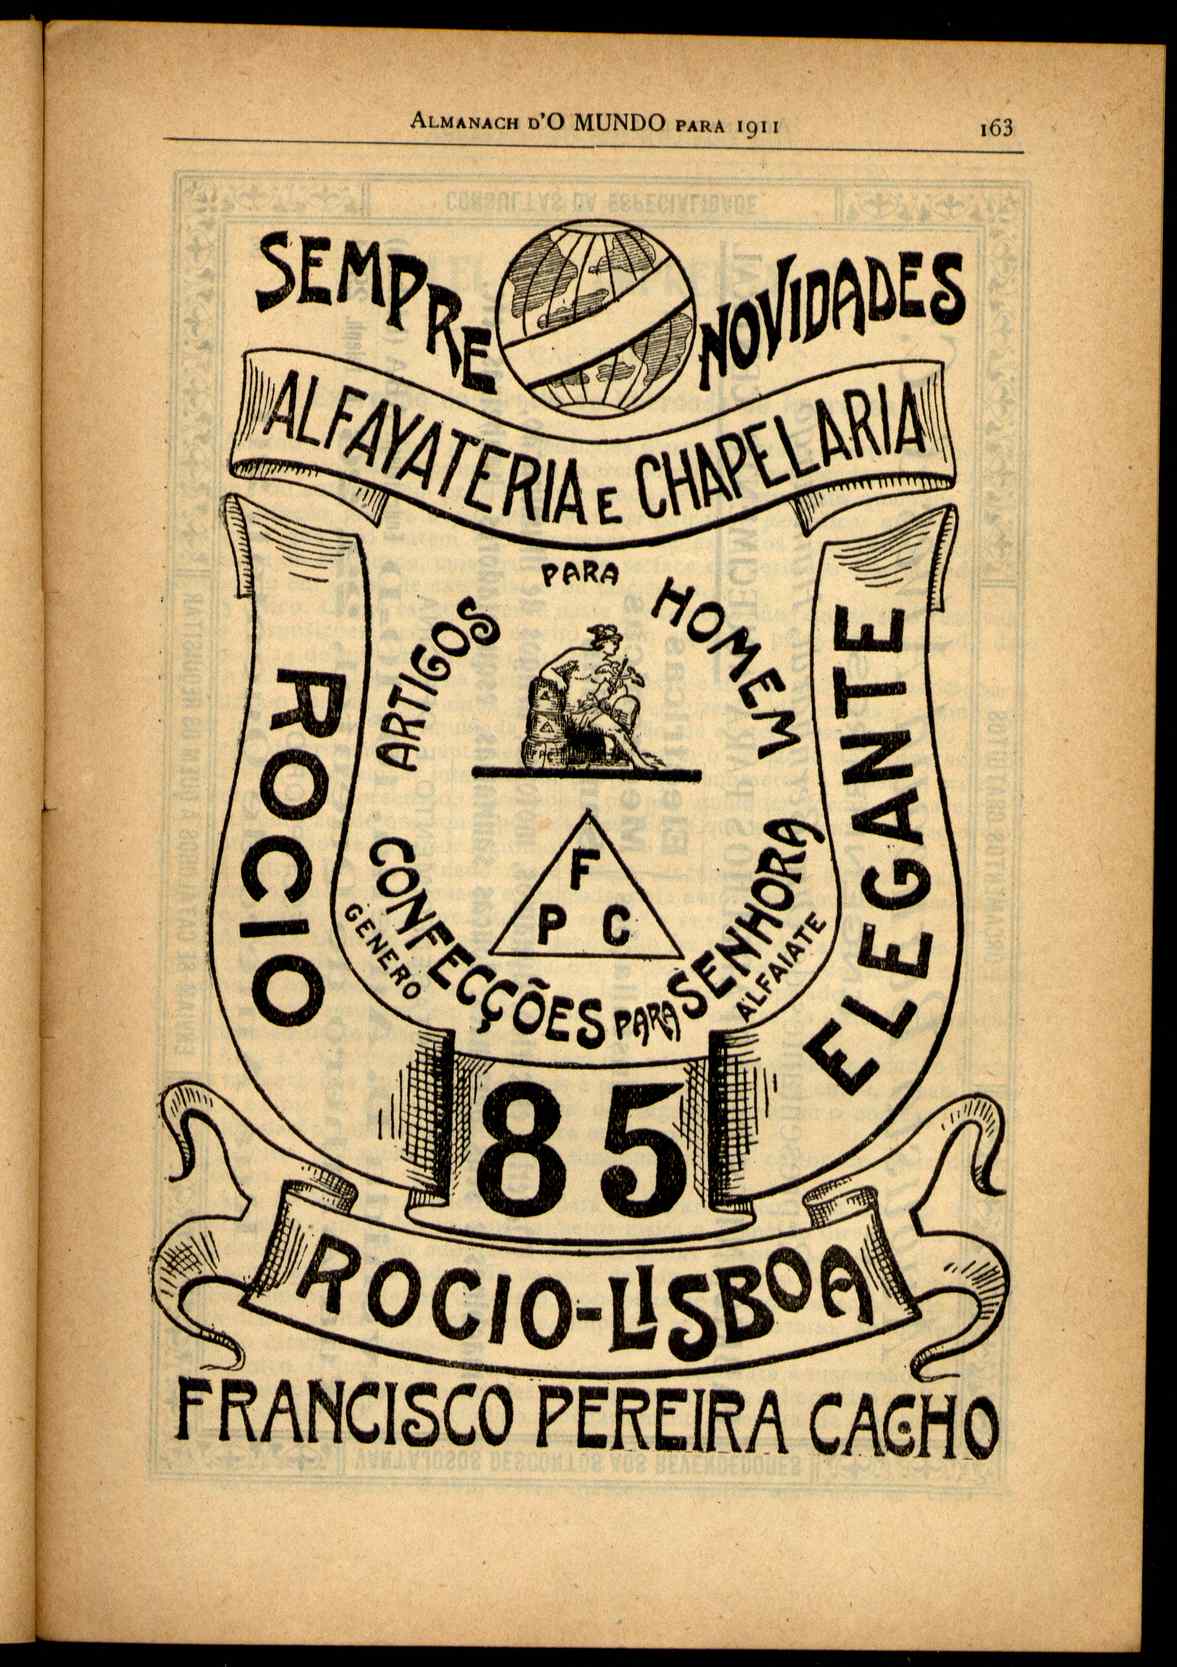 ALMANACH D'O MUNDO PARA 1911 163
SEMPRE NOVIDADES
ALFAYATERIA E CHAPELARIA
ROCIO ELEGANTE
ARTIGOS PARA HOMEM
F
P C
CONFECÇÕES PARA SENHORA
GENERO ALFAIATE
85
ROCIO-LISBOA
FRANCISCO PEREIRA CACHO